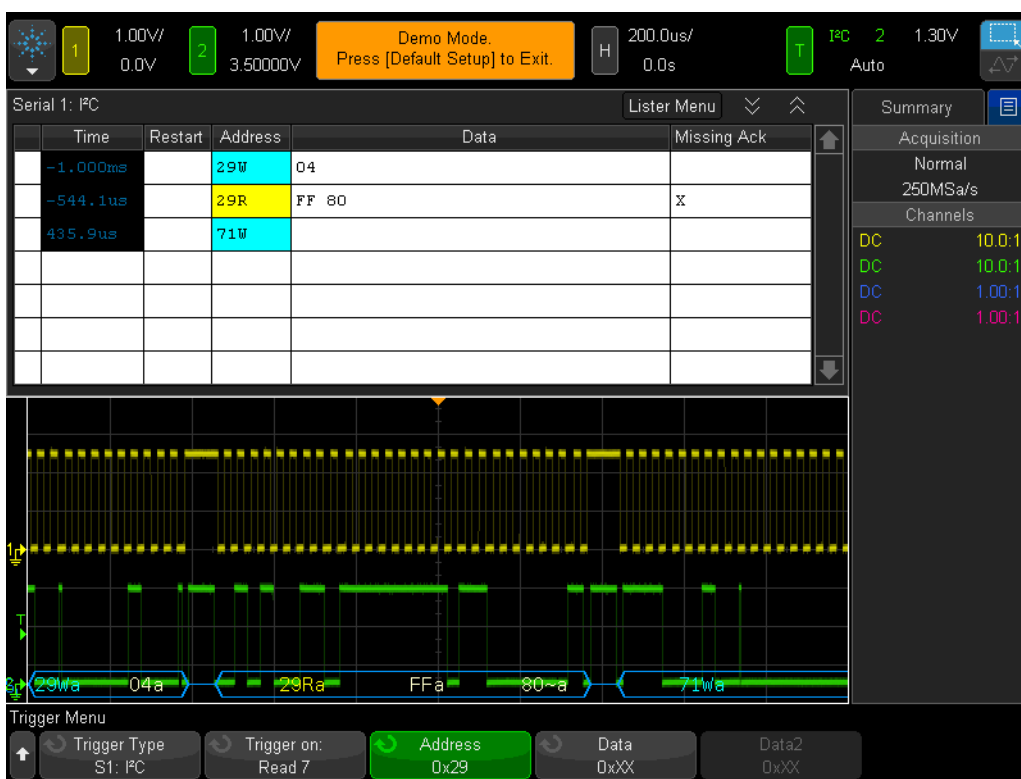 1 1.00V/ 2 1.00V/ Demo Mode. H 200.0us/ T I²C 2 1.30V
0.0V 3.50000V Press [Default Setup] to Exit. 0.0s Auto
Serial 1: I²C Lister Menu
Time Restart Address Data Missing Ack
-1.000ms 29W 04
-544.1us 29R FF 80 X
435.9us 71W
Summary
Acquisition
Normal
250MSa/s
Channels
DC 10.0:1
DC 10.0:1
DC 1.00:1
DC 1.00:1
1
T
2 29Wa 04a 29Ra FFa 80~a 71Wa
Trigger Menu
Trigger Type Trigger on: Address Data Data2
S1: I²C Read 7 0x29 0xXX 0xXX